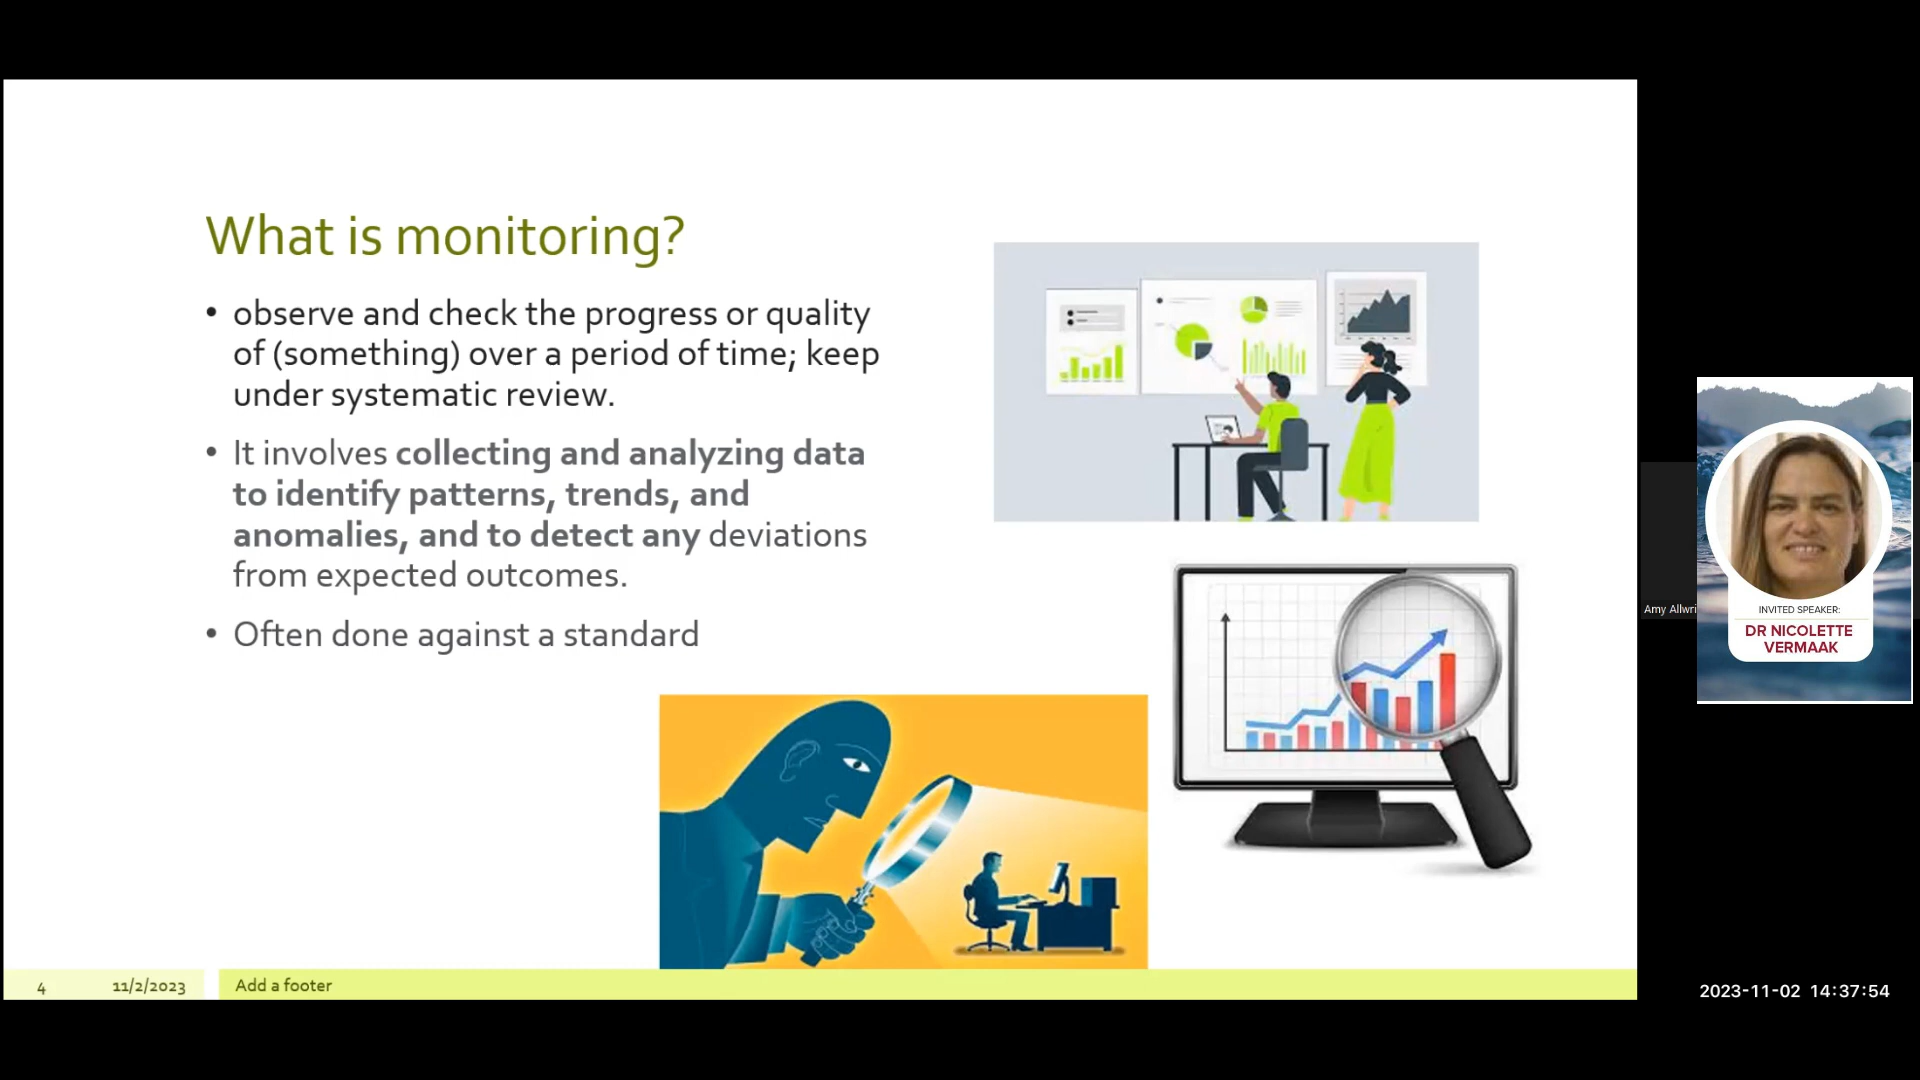 What is monitoring?
• observe and check the progress or quality
of (something) over a period of time; keep
under systematic review.
• It involves collecting and analyzing data
to identify patterns, trends, and
anomalies, and to detect any deviations
from expected outcomes.
• Often done against a standard
4
11/2/2023
Add a footer
Amy Allwri
INVITED SPEAKER:
DR NICOLETTE
VERMAAK
2023-11-02 14:37:54